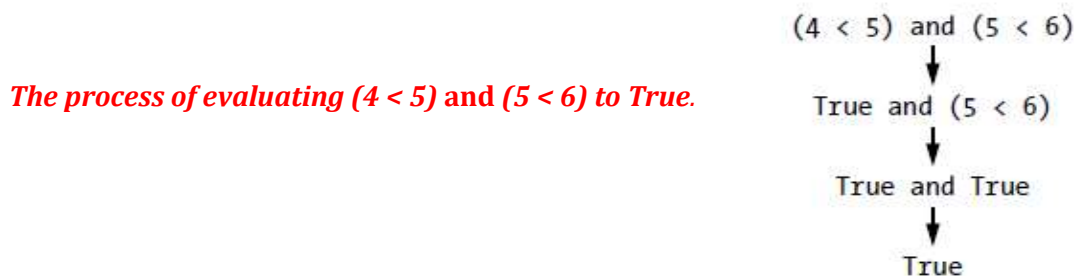 (4 < 5) and (5 < 6)
The process of evaluating (4 < 5) and (5 < 6) to True.
True and (5 < 6)
True and True
True